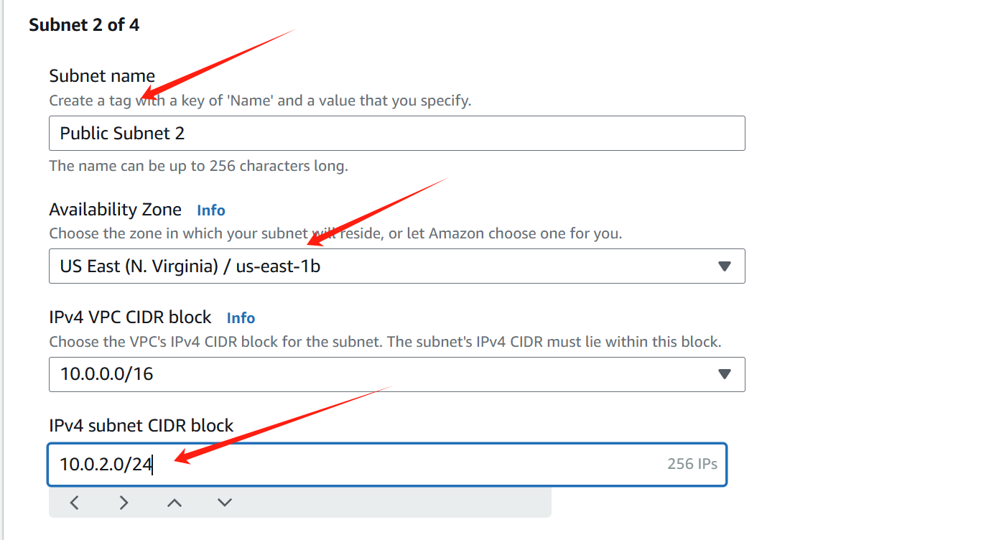 Subnet 2 of 4
Subnet name
Create a tag with a key of 'Name' and a value that you specify.
Public Subnet 2
The name can be up to 256 characters long.
Availability Zone Info
Choose the zone in which your subnet will reside, or let Amazon choose one for you.
US East (N. Virginia) / us-east-1b
IPv4 VPC CIDR block Info
Choose the VPC's IPv4 CIDR block for the subnet. The subnet's IPv4 CIDR must lie within this block.
10.0.0.0/16
IPv4 subnet CIDR block
10.0.2.0/24 256 IPs